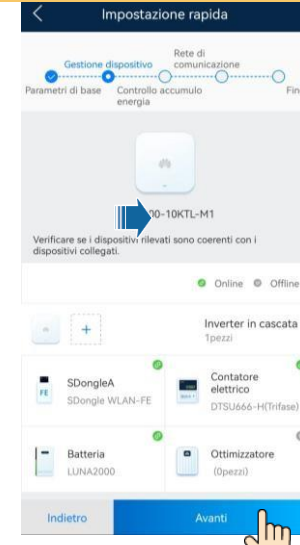 Impostazione rapida
Rete di
Gestione dispositivo comunicazione
Parametri di base Controllo accumulo Fin
energia
00-10KTL-M1
Verificare se i dispositivi rilevati sono coerenti con i
dispositivi collegati.
Online Offline
Inverter in cascata
1pezzi
SDongleA
SDongle WLAN-FE
Contatore
elettrico
DTSU666-H(Trifase)
Batteria
LUNA2000
Ottimizzatore
(0pezzi)
Indietro Avanti